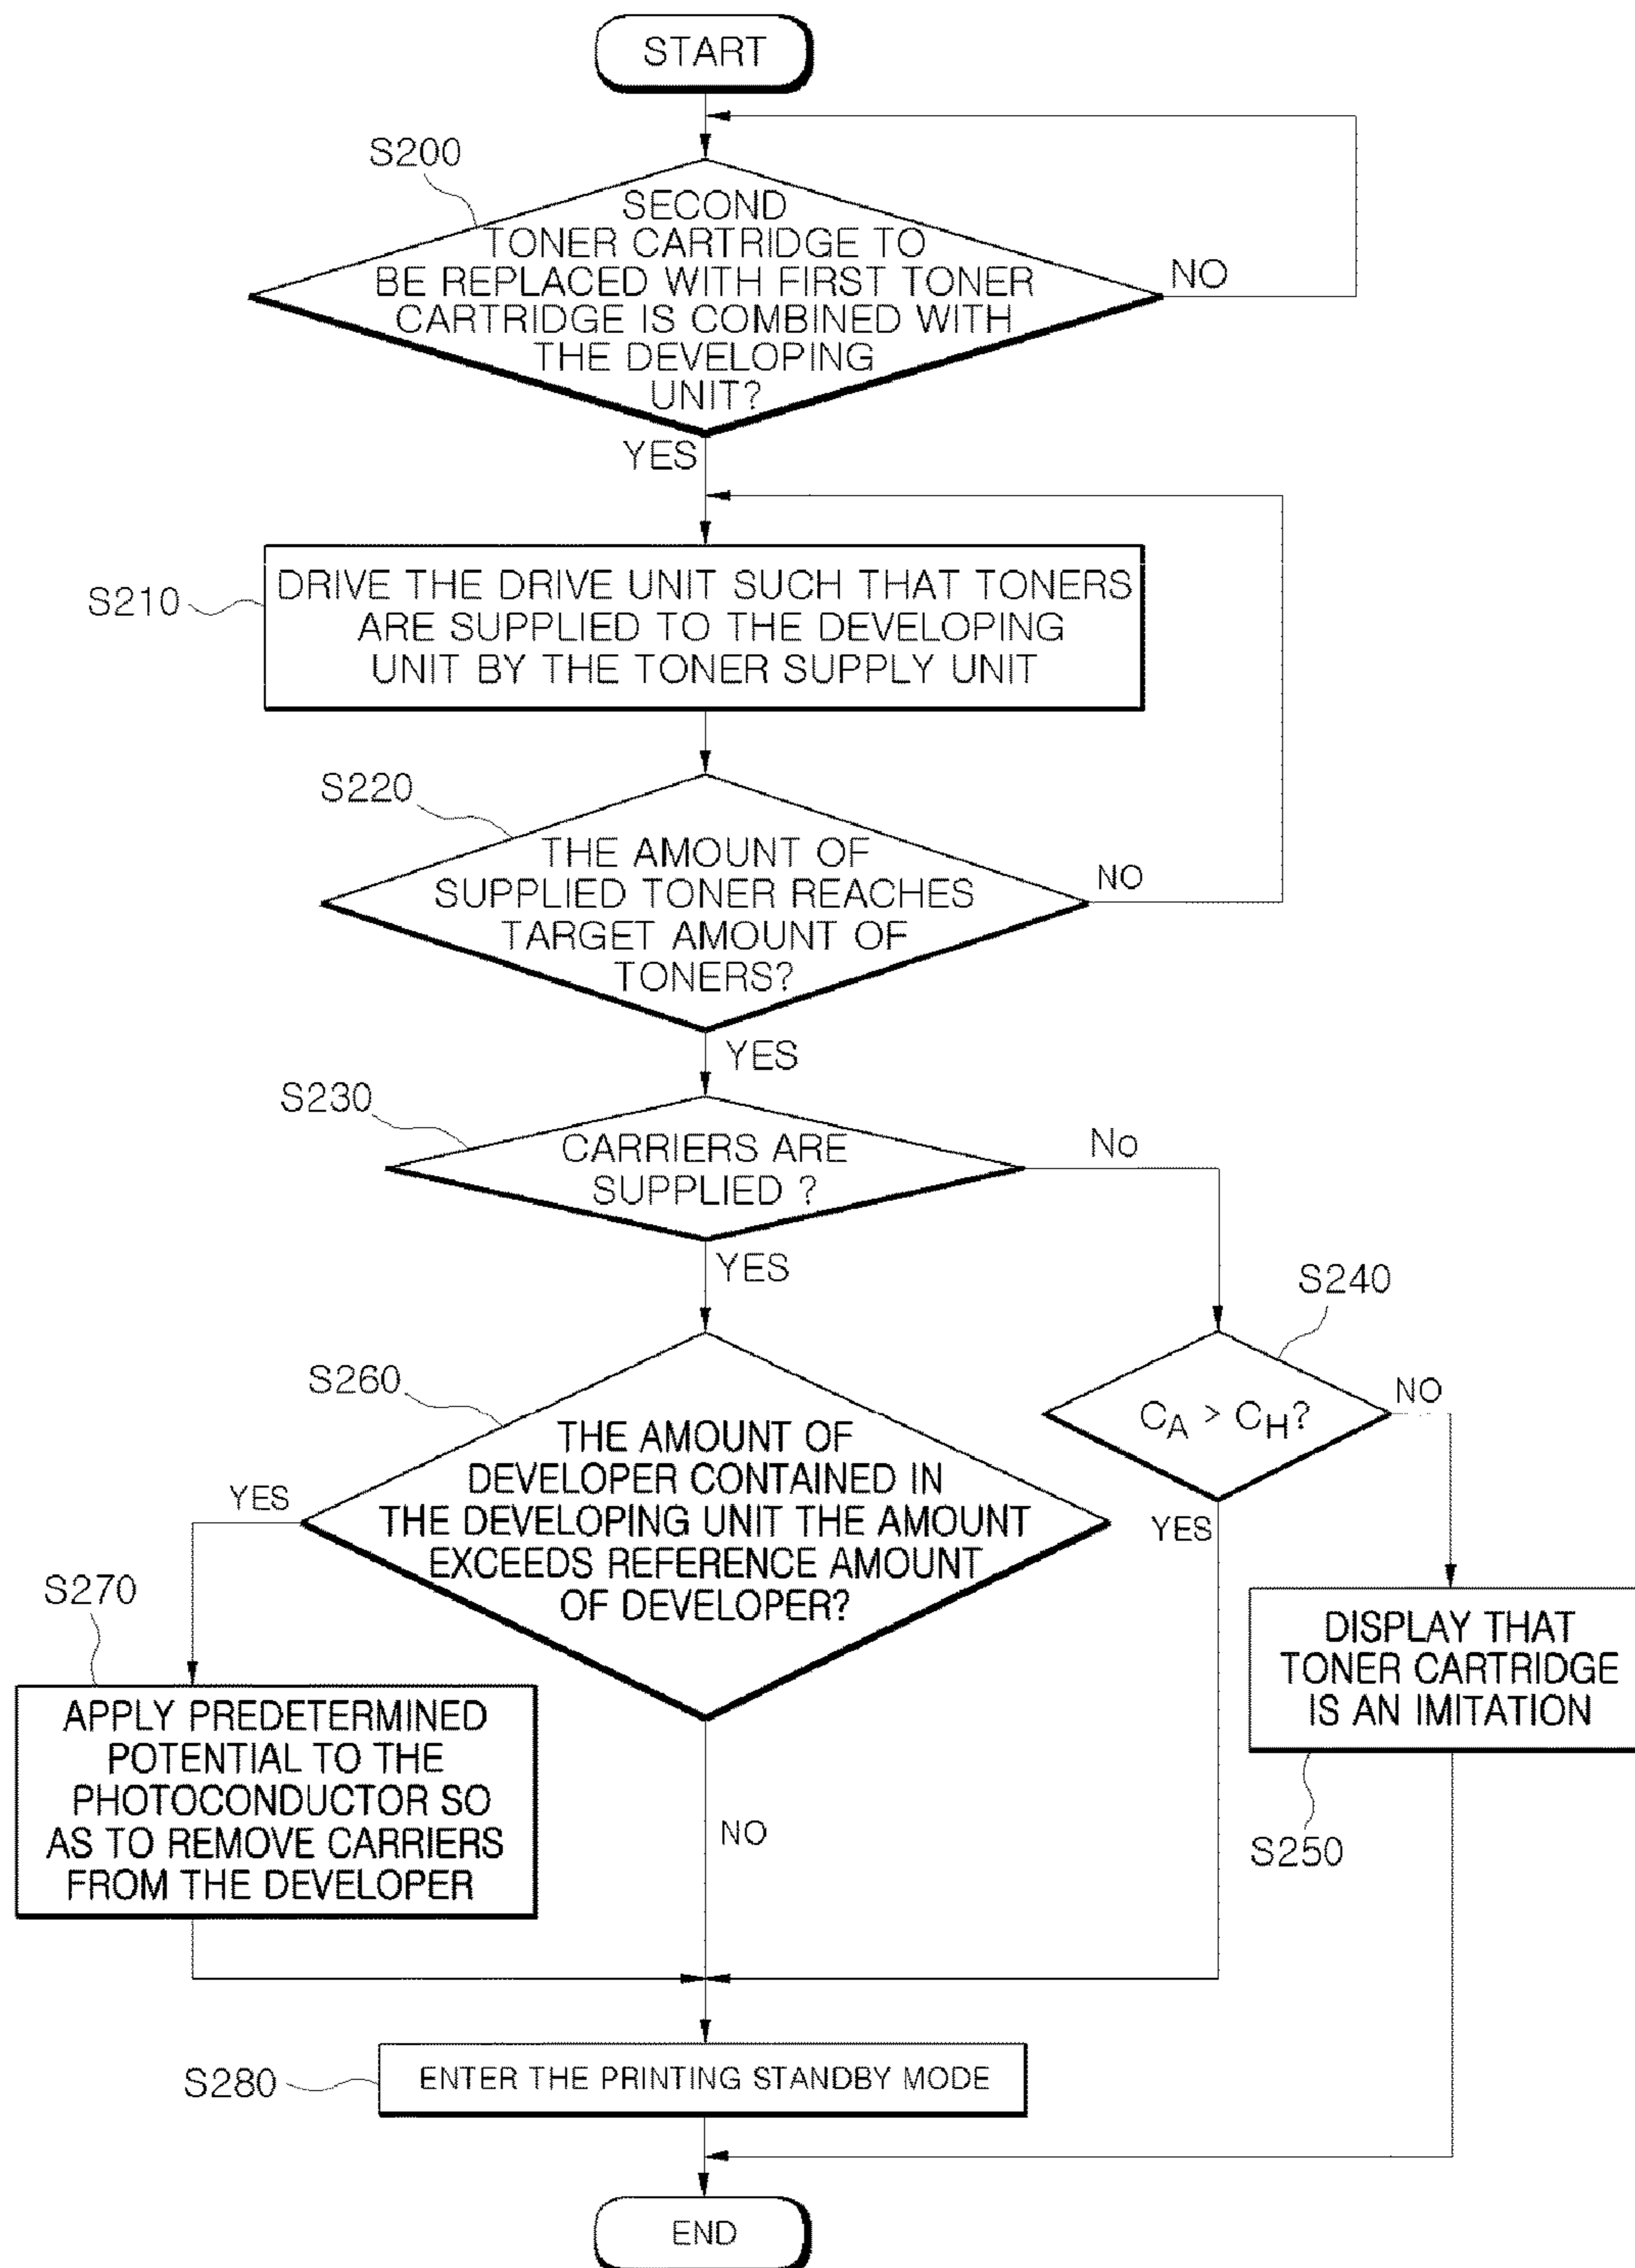 START
S200
SECOND
TONER CARTRIDGE TO
BE REPLACED WITH FIRST TONER
CARTRIDGE IS COMBINED WITH
THE DEVELOPING
UNIT?
NO
YES
S210
DRIVE THE DRIVE UNIT SUCH THAT TONERS
ARE SUPPLIED TO THE DEVELOPING
UNIT BY THE TONER SUPPLY UNIT
S220
THE AMOUNT OF
SUPPLIED TONER REACHES
TARGET AMOUNT OF
TONERS?
NO
YES
S230
CARRIERS ARE
SUPPLIED ?
No
YES
S240
CA > CH?
NO
YES
S260
THE AMOUNT OF
DEVELOPER CONTAINED IN
THE DEVELOPING UNIT THE AMOUNT
EXCEEDS REFERENCE AMOUNT
OF DEVELOPER?
YES
NO
S270
APPLY PREDETERMINED
POTENTIAL TO THE
PHOTOCONDUCTOR SO
AS TO REMOVE CARRIERS
FROM THE DEVELOPER
DISPLAY THAT
TONER CARTRIDGE
IS AN IMITATION
S250
S280
ENTER THE PRINTING STANDBY MODE
END